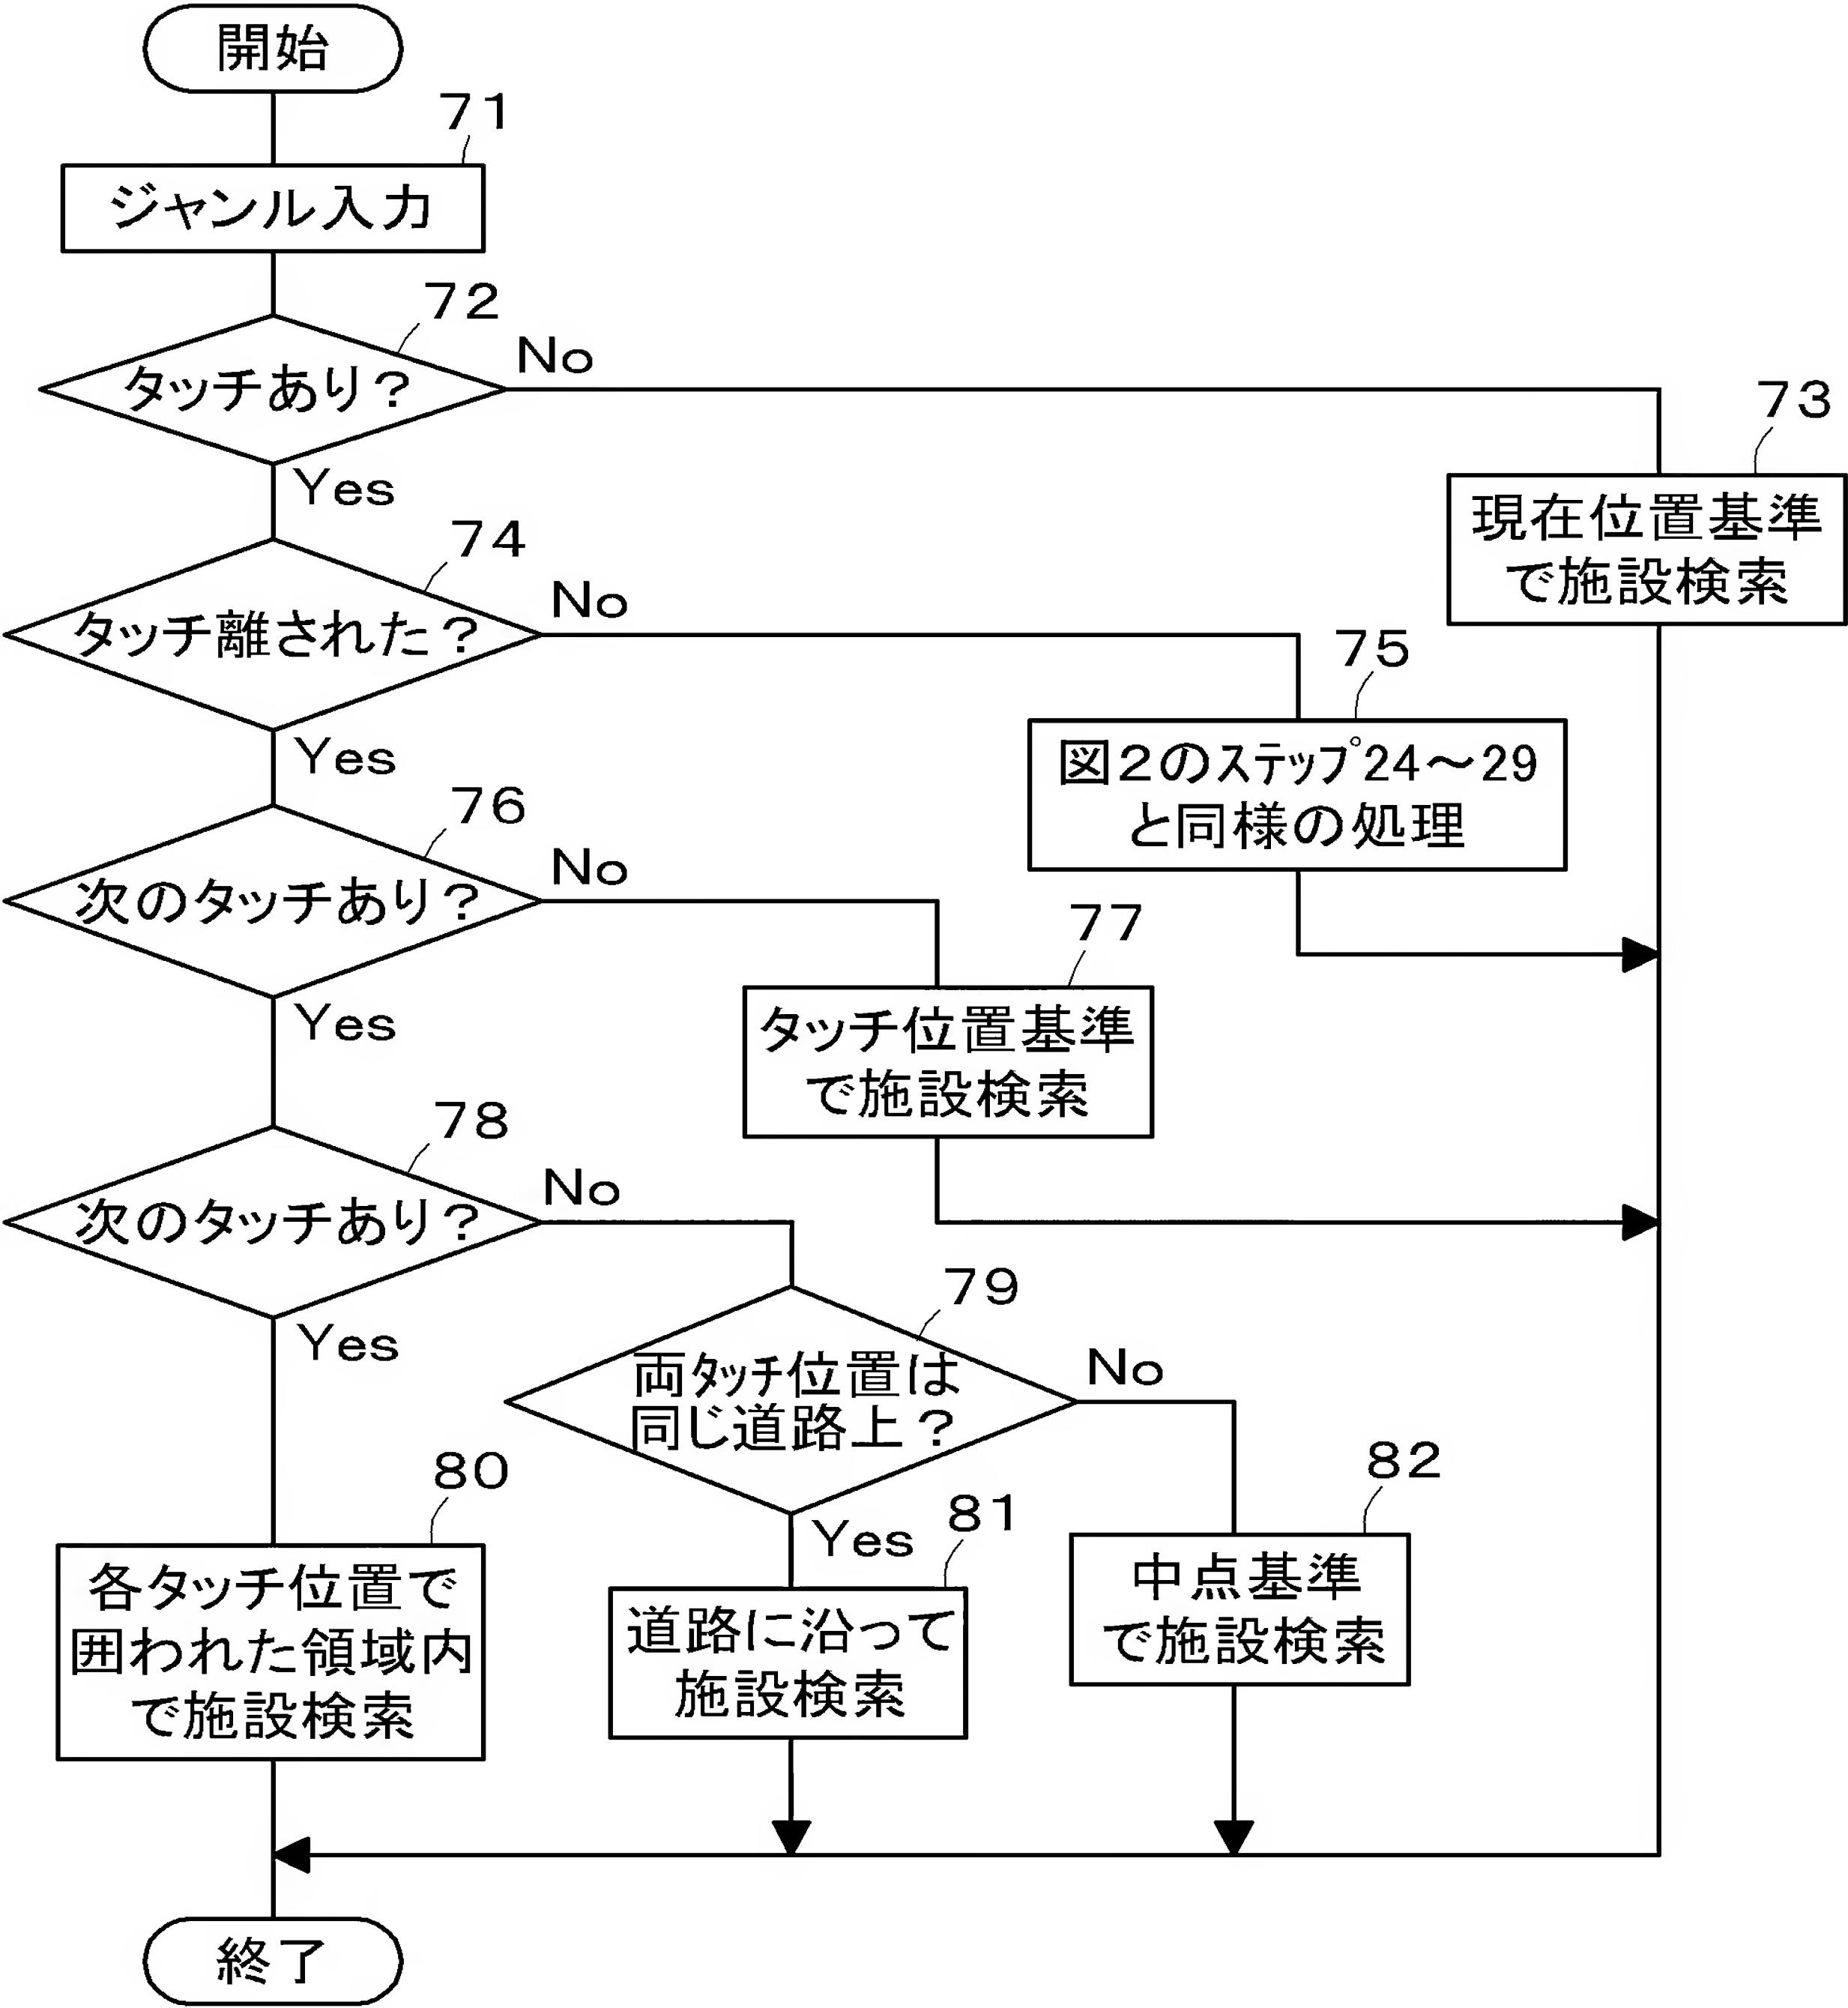 開始
71
ジャンル入力
72
タッチあり?
No
Yes
73
現在位置基準
で施設検索
74
タッチ離された?
No
Yes
75
図2のステップ24~29
と同様の処理
76
次のタッチあり?
No
Yes
77
タッチ位置基準
で施設検索
78
次のタッチあり?
No
Yes
79
両タッチ位置は
同じ道路上?
No
Yes
80
各タッチ位置で
囲われた領域内
で施設検索
81
道路に沿って
施設検索
82
中点基準
で施設検索
終了